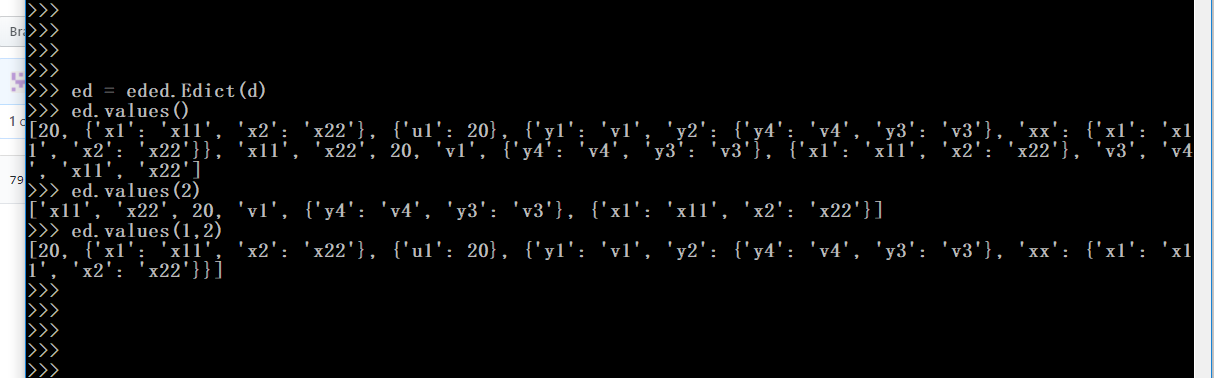 >>>
>>>
>>>
>>>
>>> ed = eded.Edict(d)
>>> ed.values()
[20, {'x1': 'x11', 'x2': 'x22'}, {'u1': 20}, {'y1': 'v1', 'y2': {'y4': 'v4', 'y3': 'v3'}, 'xx': {'x1': 'x1
1', 'x2': 'x22'}}, 'x11', 'x22', 20, 'v1', {'y4': 'v4', 'y3': 'v3'}, {'x1': 'x11', 'x2': 'x22'}, 'v3', 'v4
', 'x11', 'x22']
>>> ed.values(2)
['x11', 'x22', 20, 'v1', {'y4': 'v4', 'y3': 'v3'}, {'x1': 'x11', 'x2': 'x22'}]
>>> ed.values(1,2)
[20, {'x1': 'x11', 'x2': 'x22'}, {'u1': 20}, {'y1': 'v1', 'y2': {'y4': 'v4', 'y3': 'v3'}, 'xx': {'x1': 'x1
1', 'x2': 'x22'}}]
>>>
>>>
>>>
>>>
>>>
Bra
1 c
79